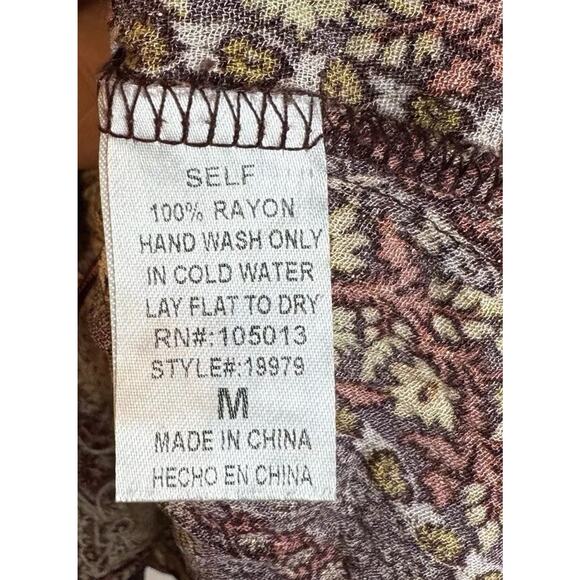 SELF
100% RAYON
HAND WASH ONLY
IN COLD WATER
LAY FLAT TO DRY
RN#:105013
STYLE#:19979
M
MADE IN CHINA
HECHO EN CHINA